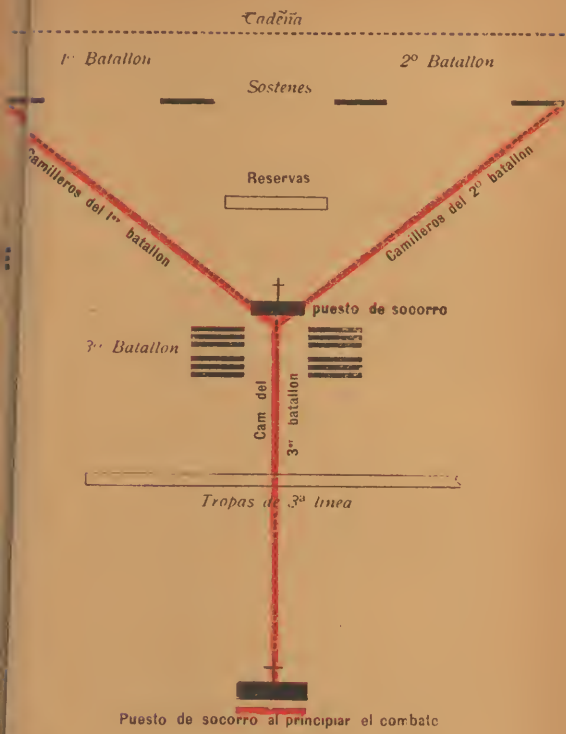 Cadeña
1er Batallon
2º Batallon
Sostenes
Camilleros del 1er batallon
Camilleros del 2º batallon
Reservas
puesto de socorro
3er Batallon
Cam del
3er batallon
Tropas de 3ª linea
Puesto de socorro al principiar el combate